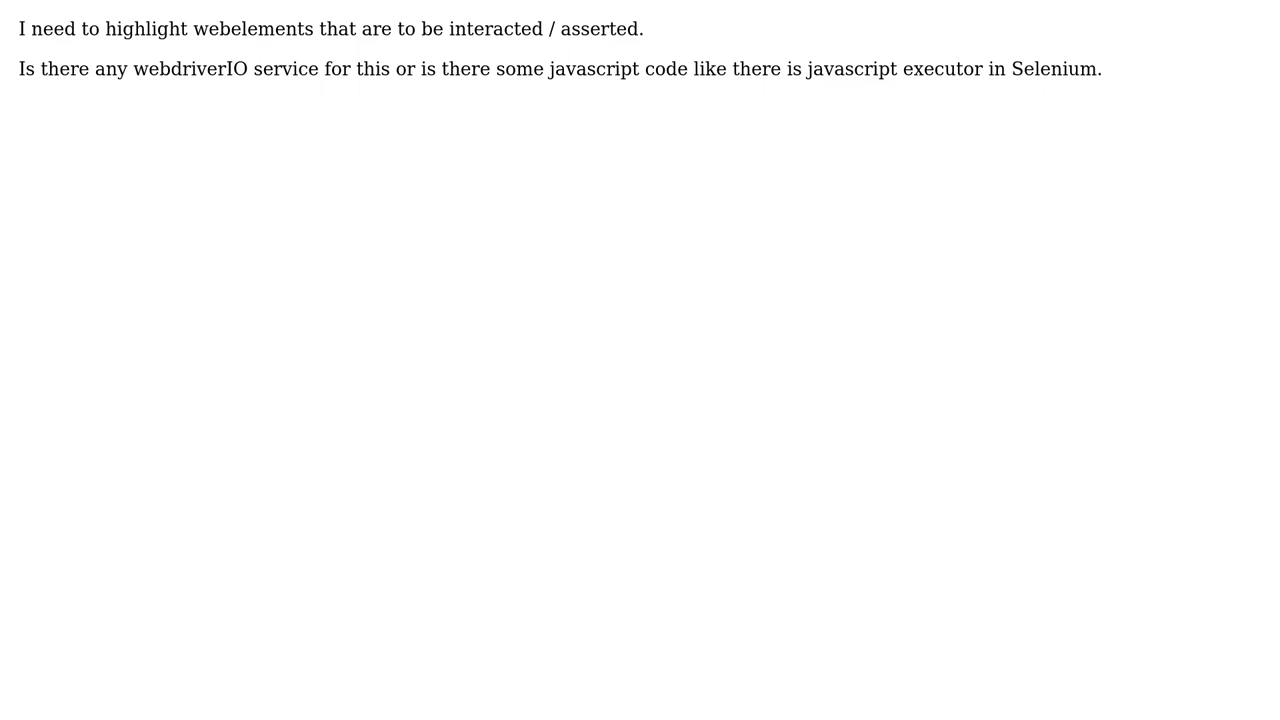 I need to highlight webelements that are to be interacted / asserted.
Is there any webdriverIO service for this or is there some javascript code like there is javascript executor in Selenium.